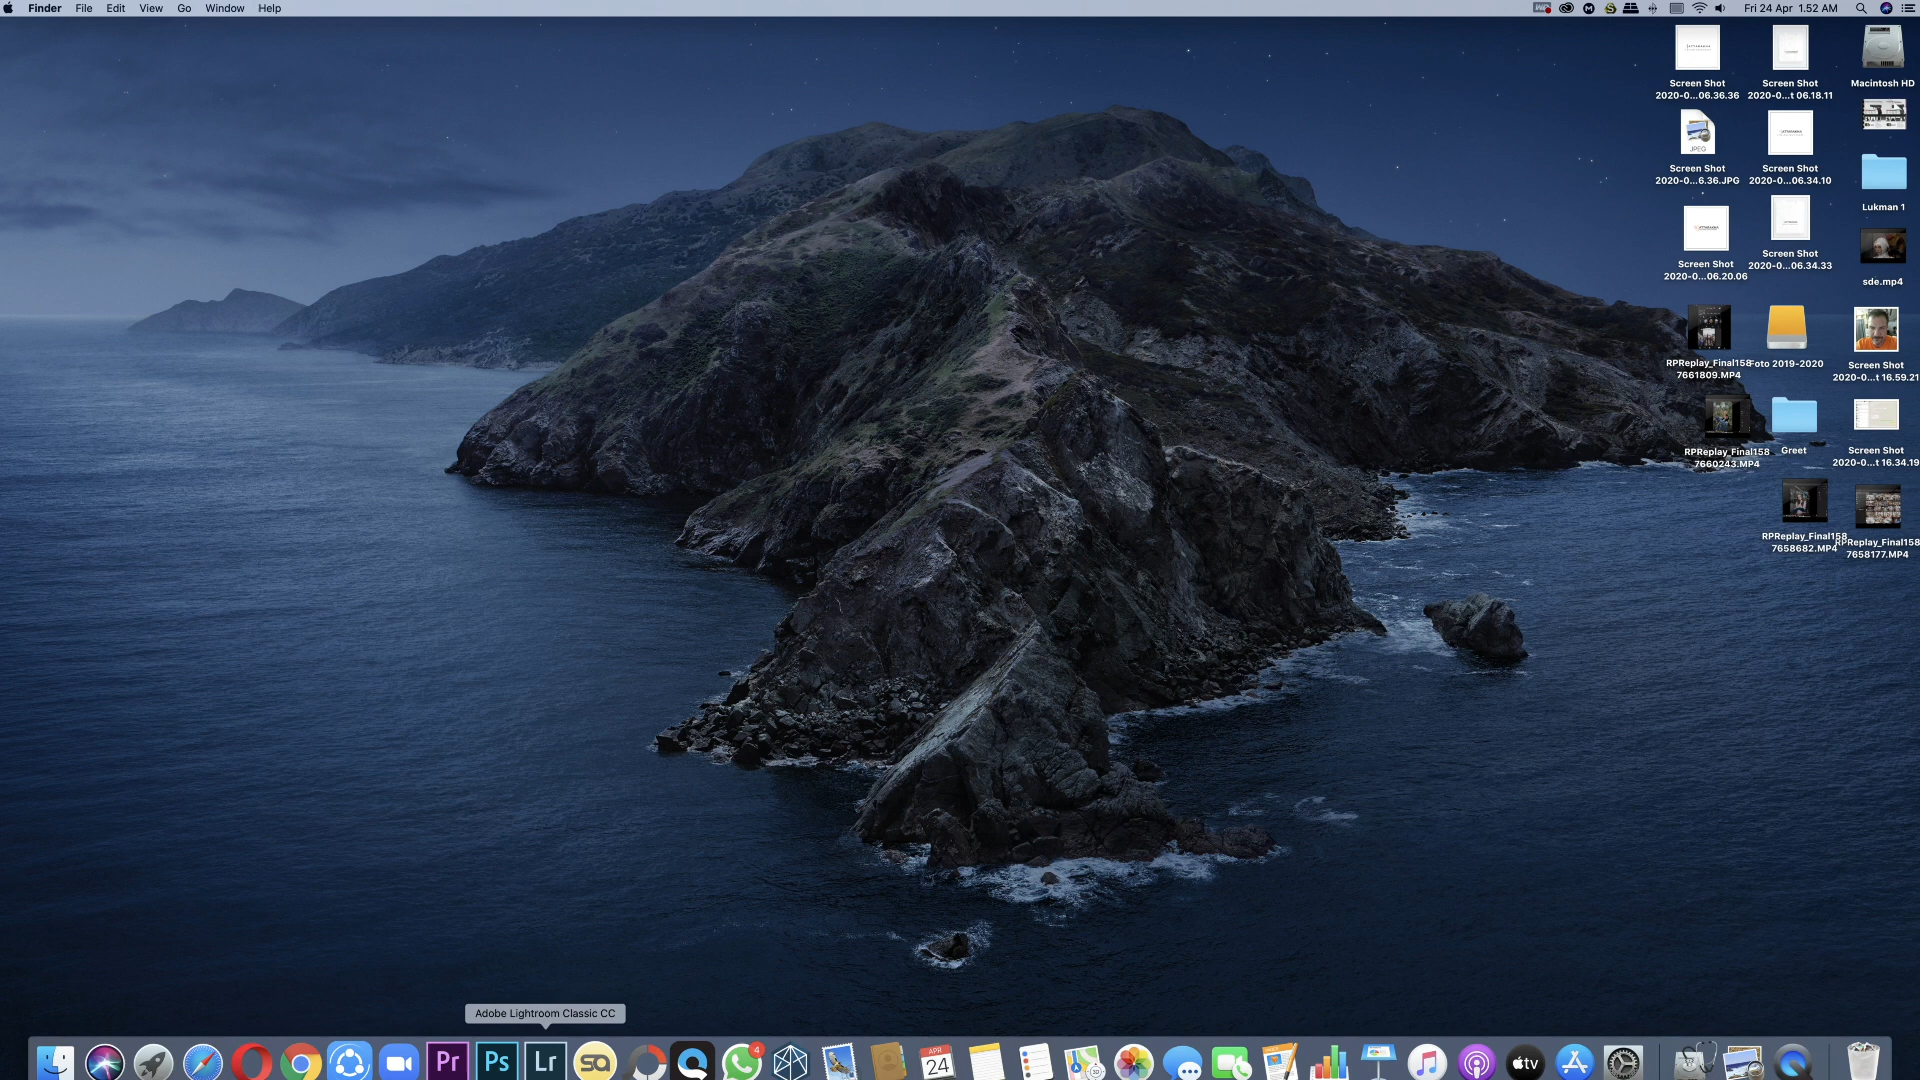 Finder File Edit View Go Window Help
Fri 24 Apr 1.52 AM
Screen Shot
2020-0...06.36.36
Screen Shot
2020-0...t 06.18.11
Macintosh HD
JPEG
Screen Shot
2020-0...6.36.JPG
Screen Shot
2020-0...06.34.10
Lukman 1
Screen Shot
2020-0...06.20.06
Screen Shot
2020-0...06.34.33
sde.mp4
RPReplay_Final158
7661809.MP4
Foto 2019-2020
Screen Shot
2020-0...t 16.59.21
RPReplay_Final158
7660243.MP4
Greet
Screen Shot
2020-0...t 16.34.19
RPReplay_Final158
7658682.MP4
RPReplay_Final158
7658177.MP4
Adobe Lightroom Classic CC
Pr
Ps
Lr
sa
4
APR
24
tv